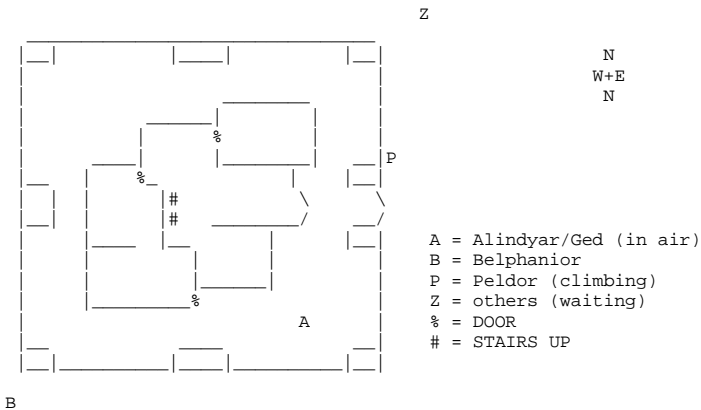 Z
N
W+E
N
%
P
%
#
#
A = Alindyar/Ged (in air)
B = Belphanior
P = Peldor (climbing)
Z = others (waiting)
% = DOOR
# = STAIRS UP
%
A
B